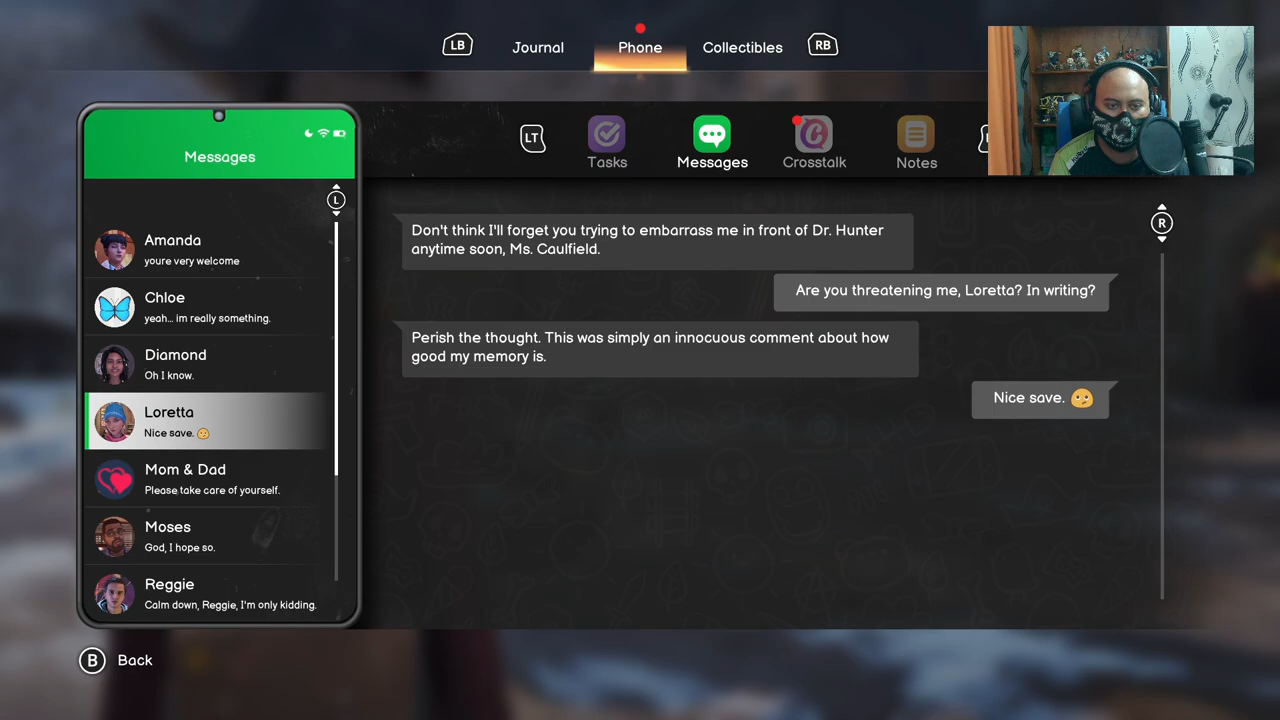 LB
Journal
Phone
Collectibles
RB
Messages
LT
Tasks
Messages
Crosstalk
Notes
L
R
Amanda
youre very welcome
Chloe
yeah... im really something.
Diamond
Oh I know.
Loretta
Nice save. 🫤
Mom & Dad
Please take care of yourself.
Moses
God, I hope so.
Reggie
Calm down, Reggie, I'm only kidding.
Don't think I'll forget you trying to embarrass me in front of Dr. Hunter
anytime soon, Ms. Caulfield.
Are you threatening me, Loretta? In writing?
Perish the thought. This was simply an innocuous comment about how
good my memory is.
Nice save. 🫤
B Back